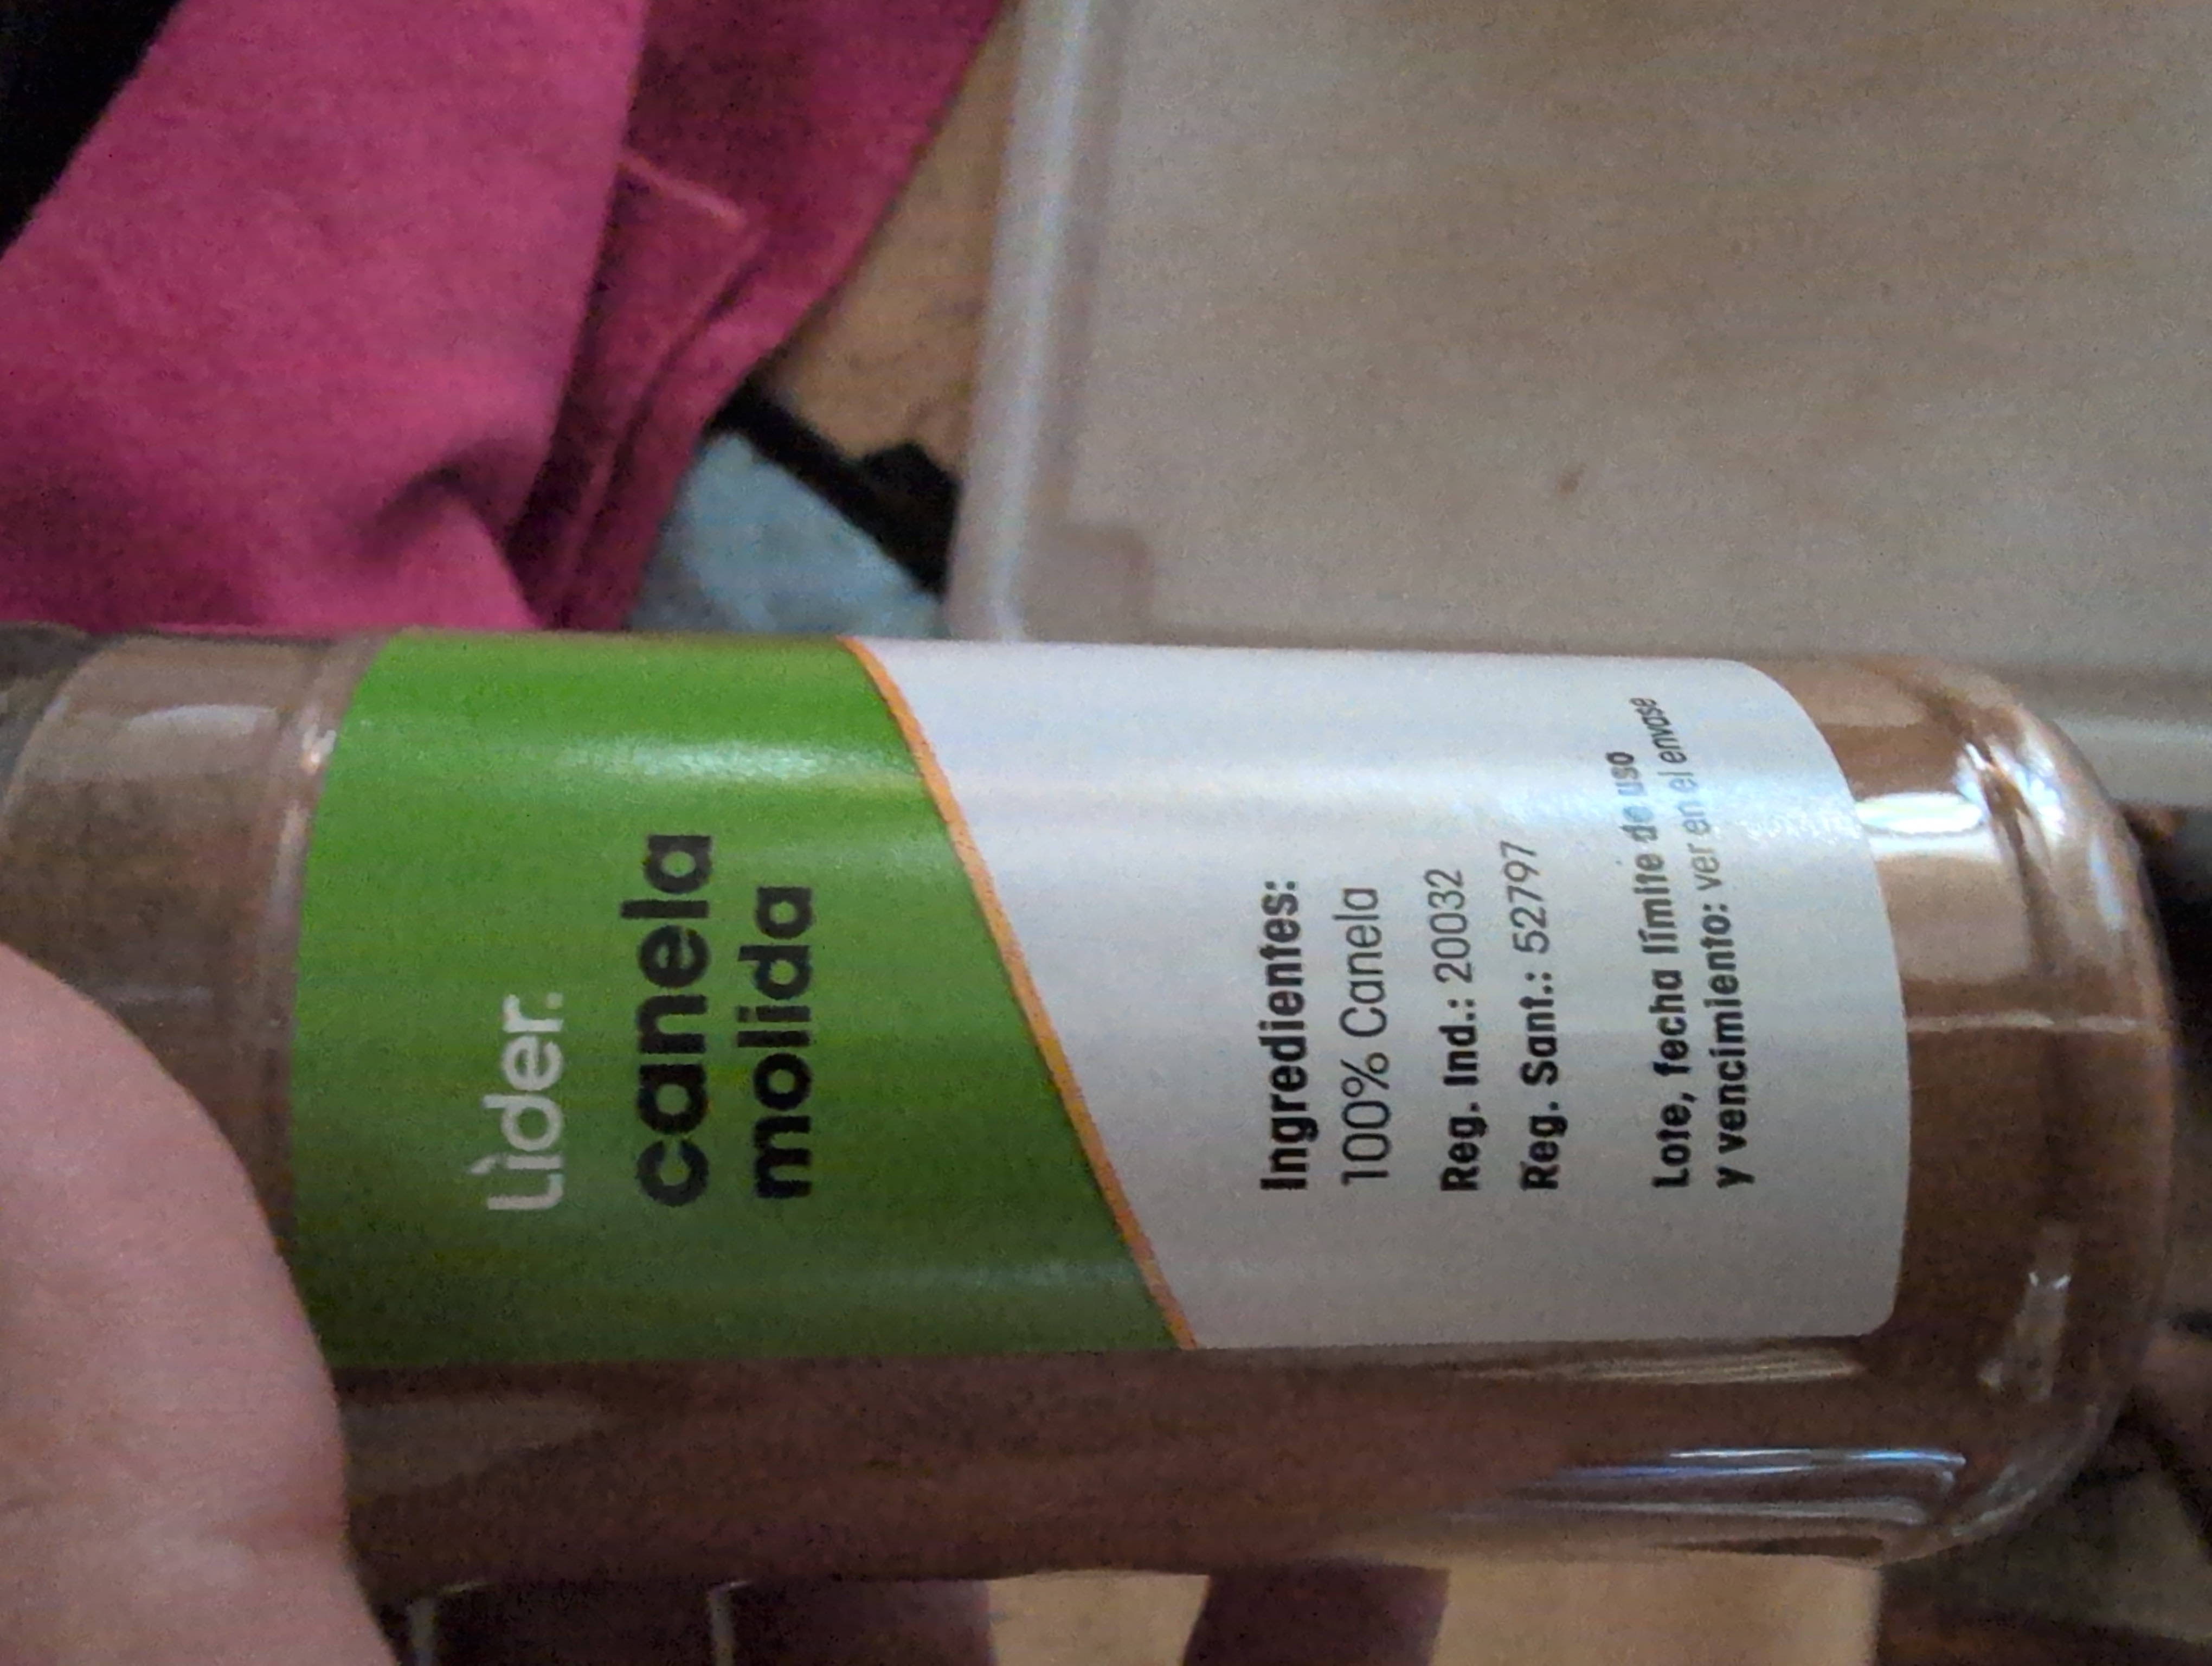 Lìder.
canela
molida
Ingredientes:
100% Canela
Reg. Ind.: 20032
Reg. Sant.: 52797
Lote, fecha límite de uso
y vencimiento: ver en el envase